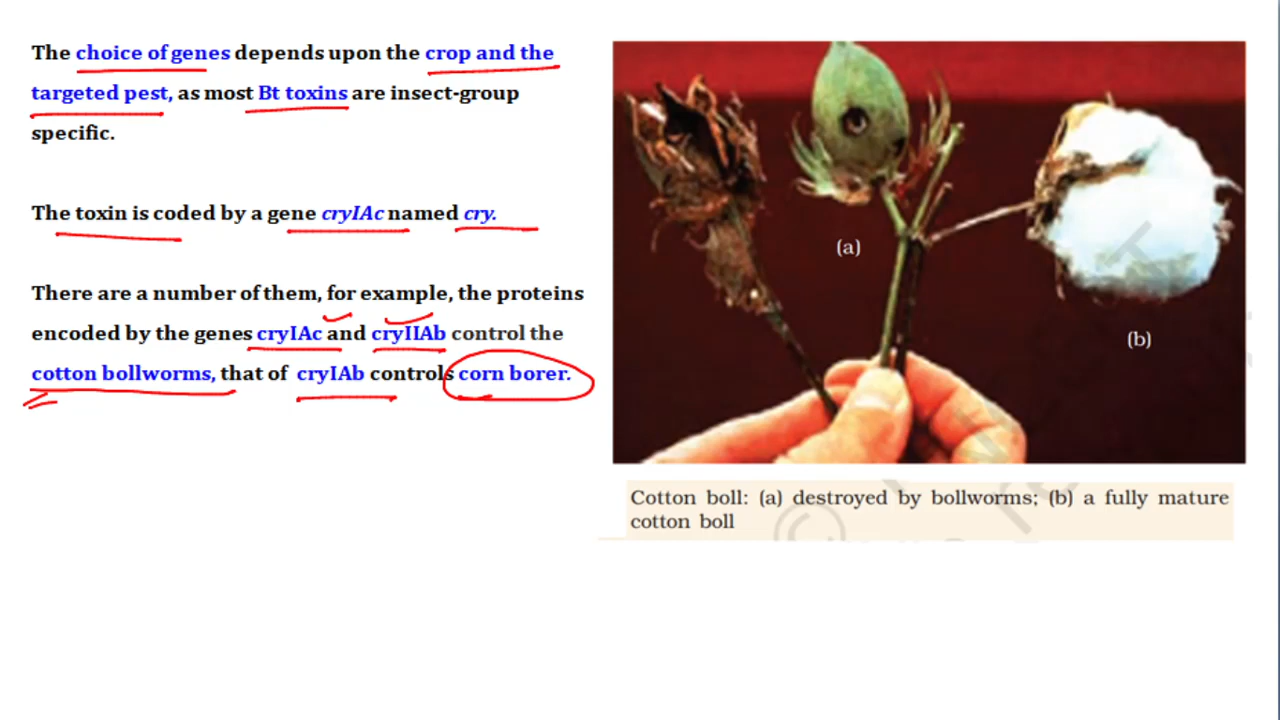 The choice of genes depends upon the crop and the
targeted pest, as most Bt toxins are insect-group
specific.
The toxin is coded by a gene cryIAc named cry.
There are a number of them, for example, the proteins
encoded by the genes cryIAc and cryIIAb control the
cotton bollworms, that of cryIAb controls corn borer.
(a)
(b)
Cotton boll: (a) destroyed by bollworms; (b) a fully mature
cotton boll